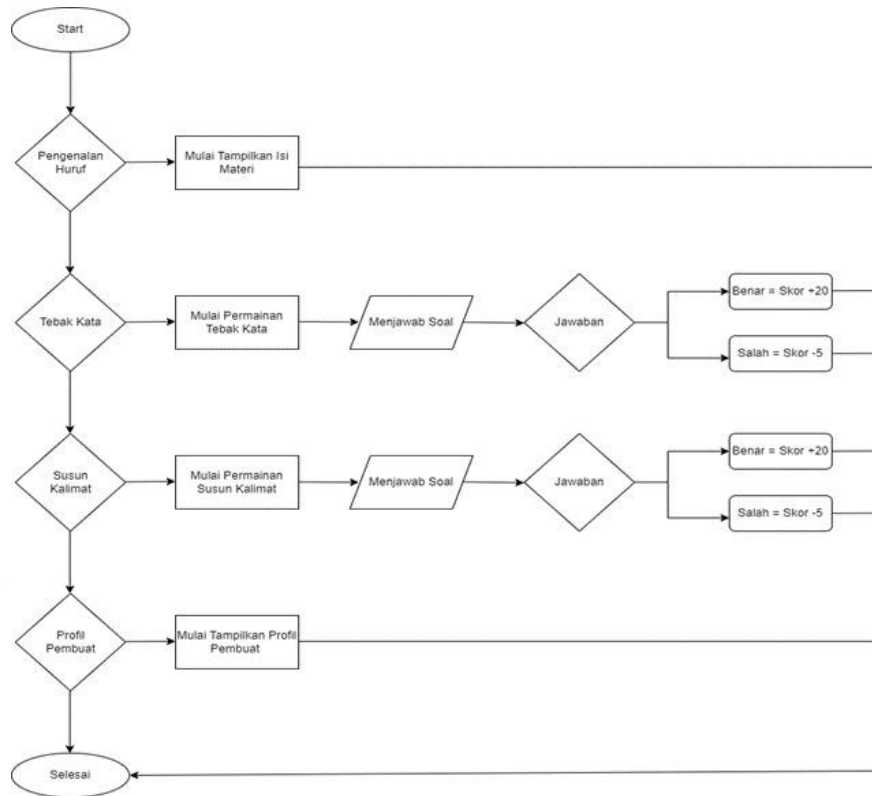 Start
Pengenalan
Huruf
Mulai Tampilkan Isi
Materi
Tebak Kata
Mulai Permainan
Tebak Kata
Menjawab Soal
Jawaban
Benar = Skor +20
Salah = Skor -5
Susun
Kalimat
Mulai Permainan
Susun Kalimat
Menjawab Soal
Jawaban
Benar = Skor +20
Salah = Skor -5
Profil
Pembuat
Mulai Tampilkan Profil
Pembuat
Selesai